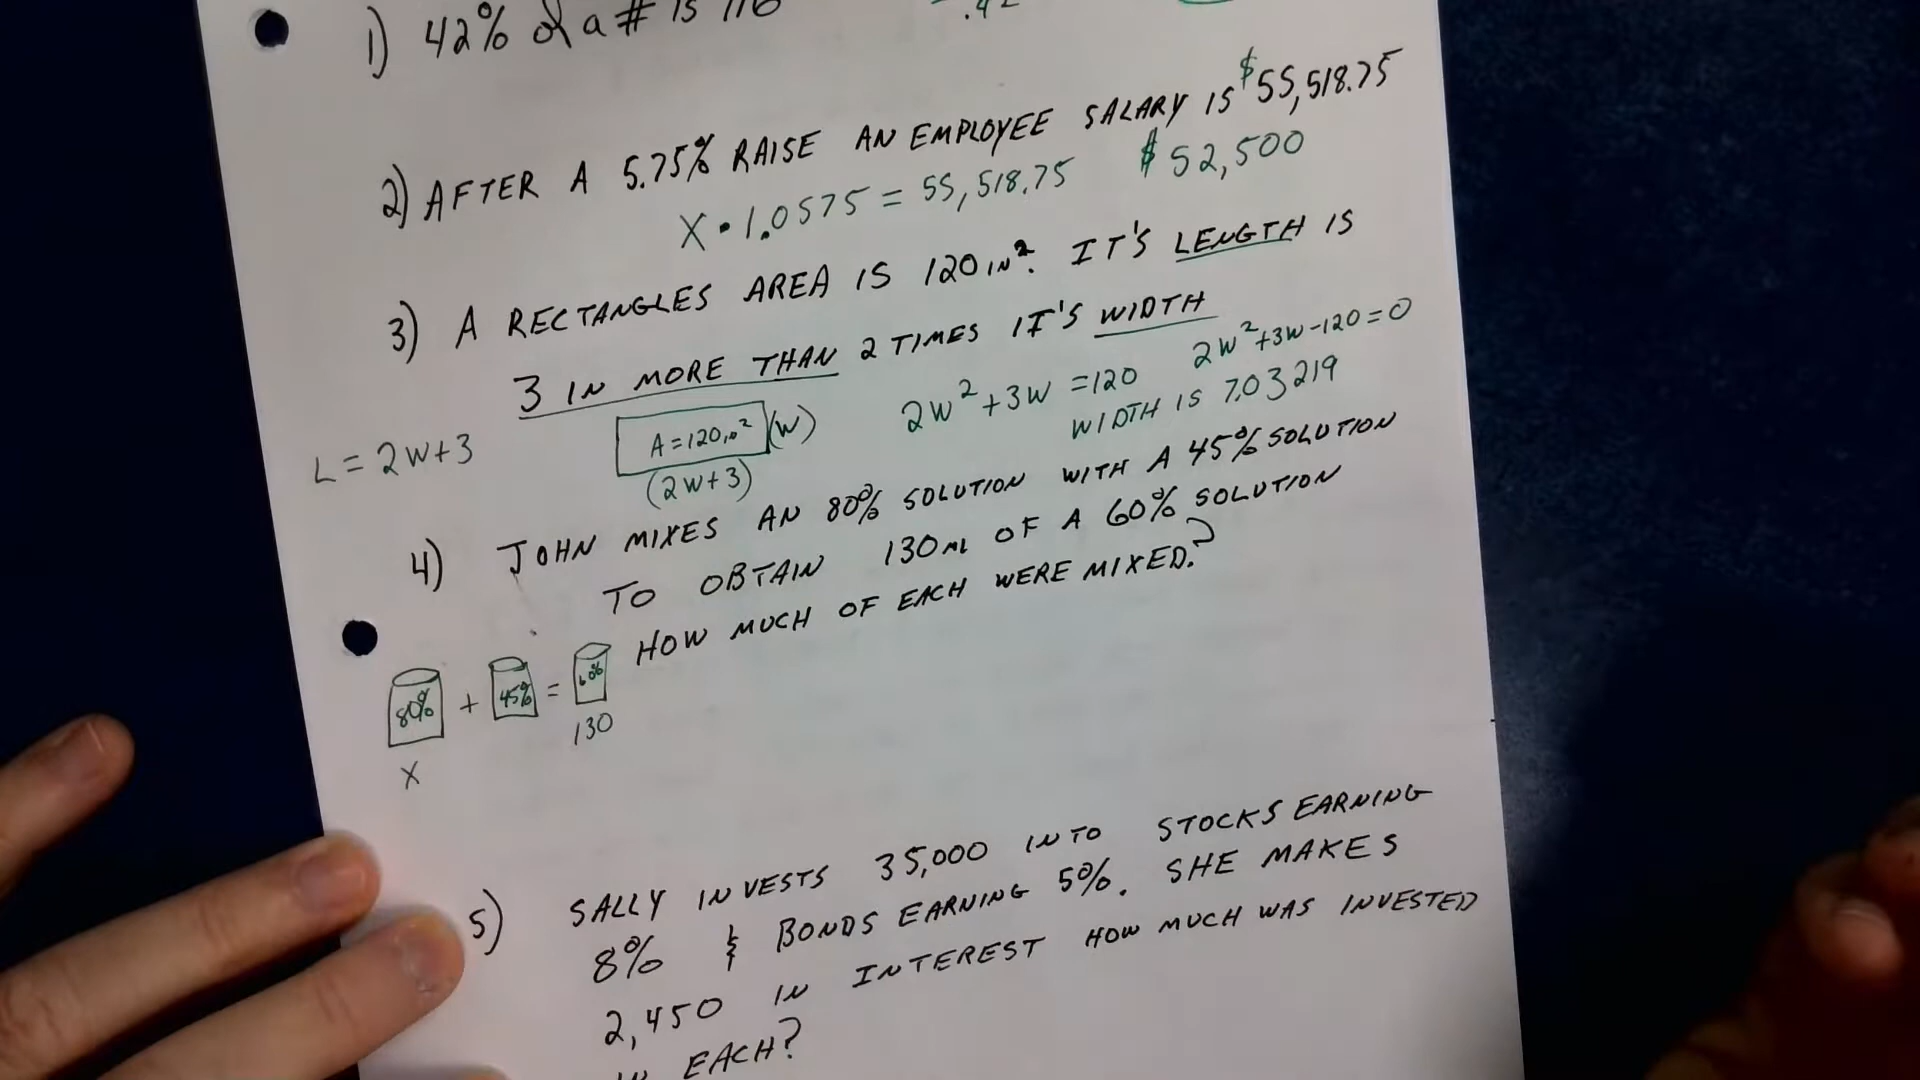 1) 42% of a # is 116
.42
2) AFTER A 5.75% RAISE AN EMPLOYEE SALARY IS $55,518.75
X • 1.0575 = 55,518.75 $52,500
3) A RECTANGLES AREA IS 120 IN². IT'S LENGTH IS
3 IN MORE THAN 2 TIMES IT'S WIDTH
2W²+3W-120=0
2W²+3W=120
WIDTH IS 7.03219
L=2W+3
A=120IN² (W)
(2W+3)
4) JOHN MIXES AN 80% SOLUTION WITH A 45% SOLUTION
TO OBTAIN 130ML OF A 60% SOLUTION
HOW MUCH OF EACH WERE MIXED.?
80% + 45% = 60%
X 130
5) SALLY INVESTS 35,000 INTO STOCKS EARNING
8% & BONDS EARNING 5%. SHE MAKES
2,450 IN INTEREST HOW MUCH WAS INVESTED
IN EACH?